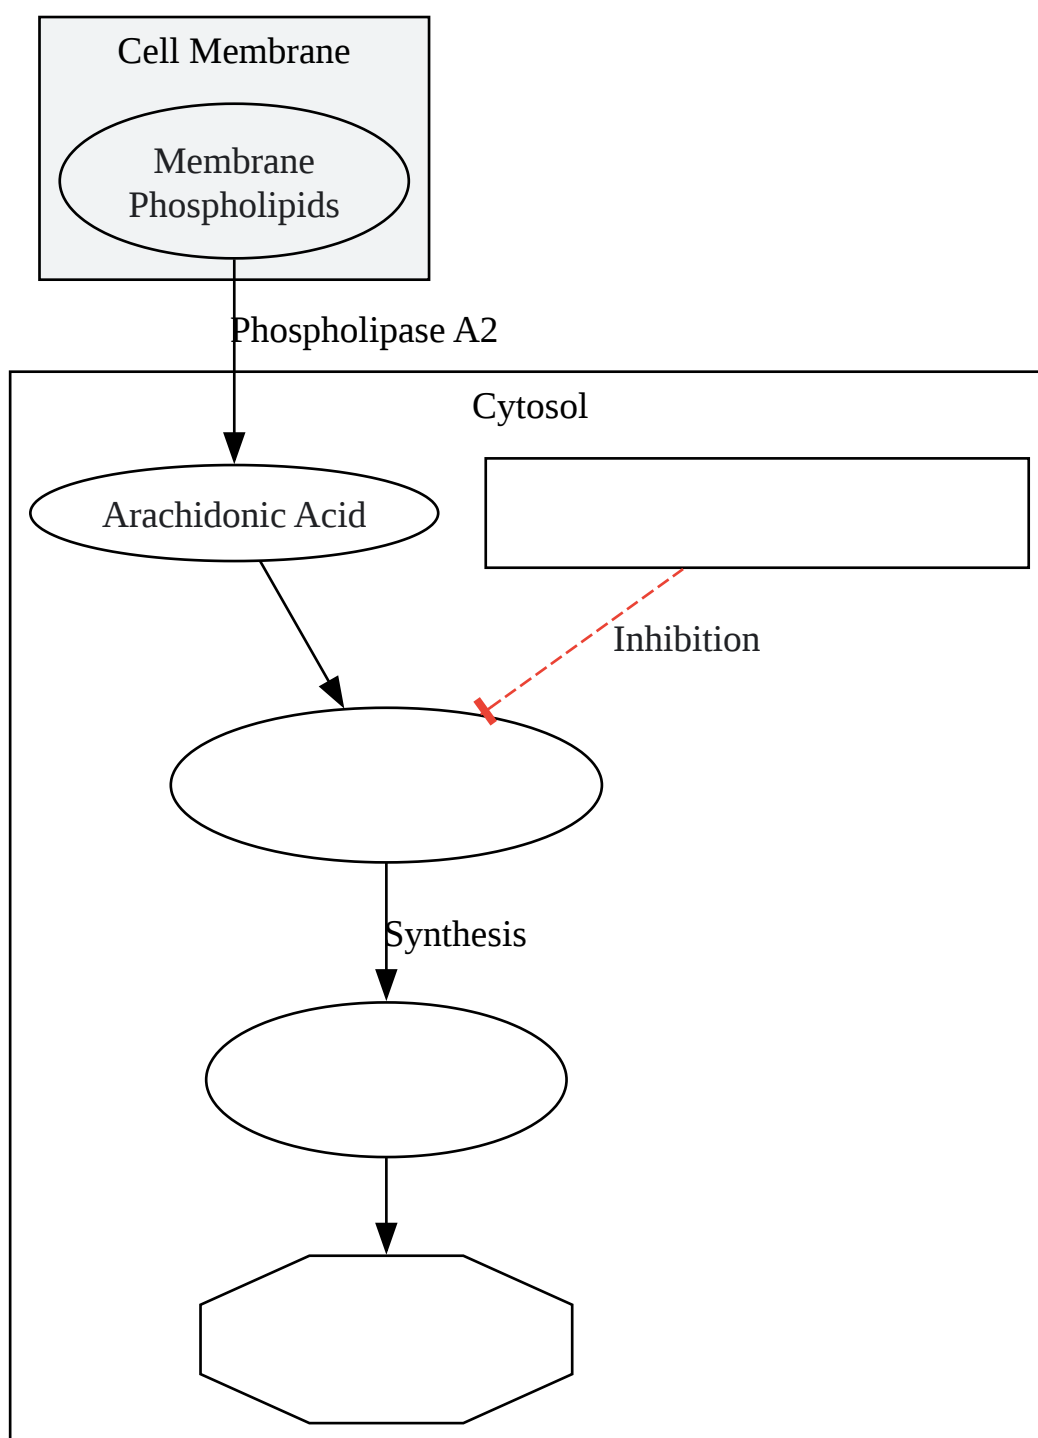 Cell Membrane
Membrane
Phospholipids
Phospholipase A2
Cytosol
Arachidonic Acid
Inhibition
Synthesis